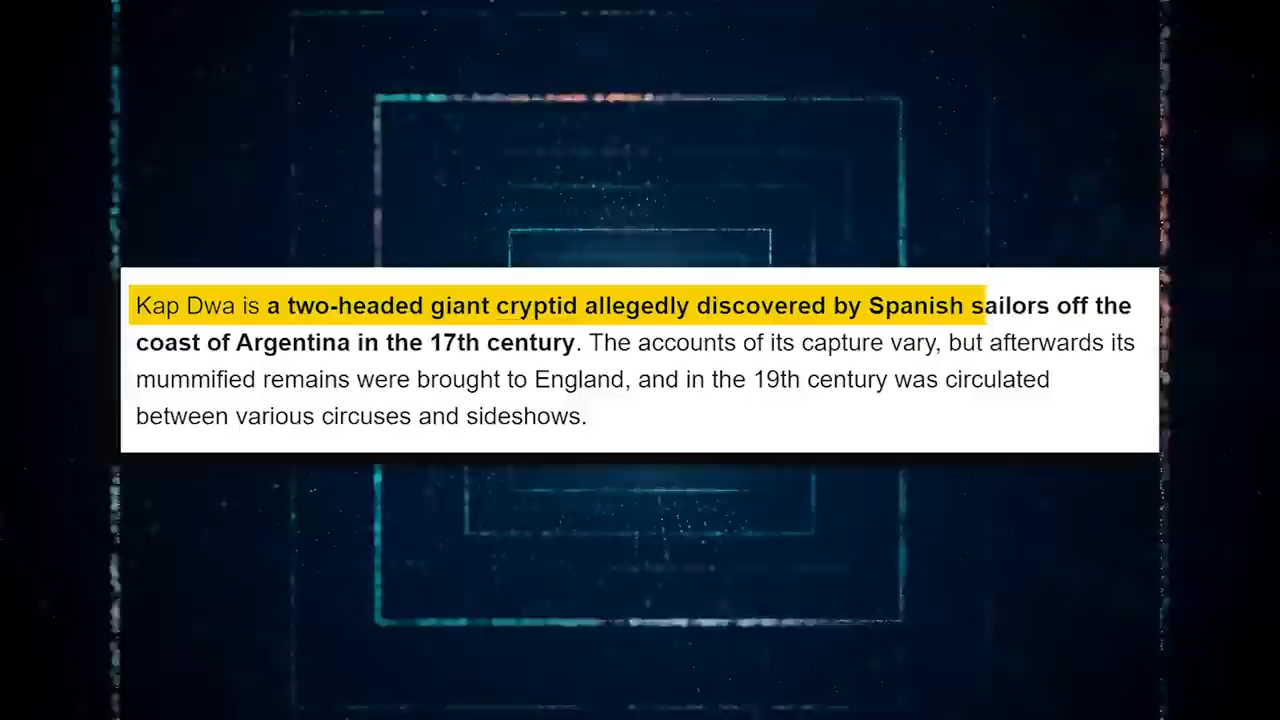 Kap Dwa is a two-headed giant cryptid allegedly discovered by Spanish sailors off the
coast of Argentina in the 17th century. The accounts of its capture vary, but afterwards its
mummified remains were brought to England, and in the 19th century was circulated
between various circuses and sideshows.